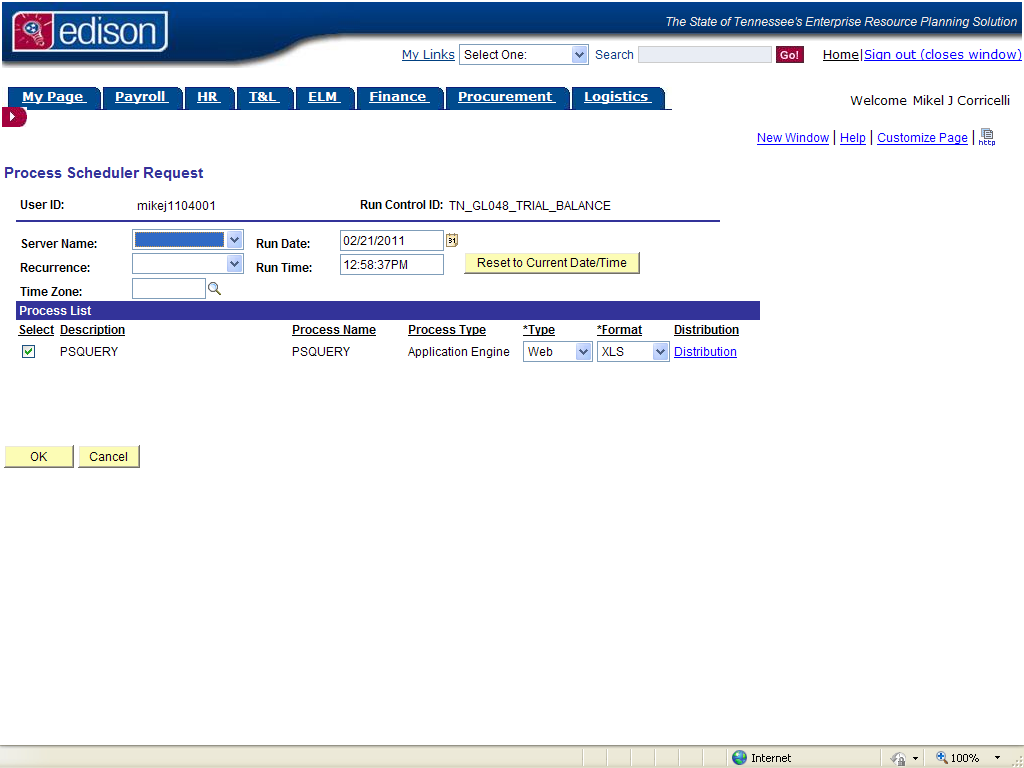 edison
The State of Tennessee's Enterprise Resource Planning Solution
My Links Select One: Search Go! Home|Sign out (closes window)
My Page Payroll HR T&L ELM Finance Procurement Logistics
Welcome Mikel J Corricelli
New Window | Help | Customize Page | http
Process Scheduler Request
User ID: mikej1104001 Run Control ID: TN_GL048_TRIAL_BALANCE
Server Name: Run Date: 02/21/2011 31
Recurrence: Run Time: 12:58:37PM Reset to Current Date/Time
Time Zone:
Process List
Select Description Process Name Process Type *Type *Format Distribution
PSQUERY PSQUERY Application Engine Web XLS Distribution
OK Cancel
Internet 100%